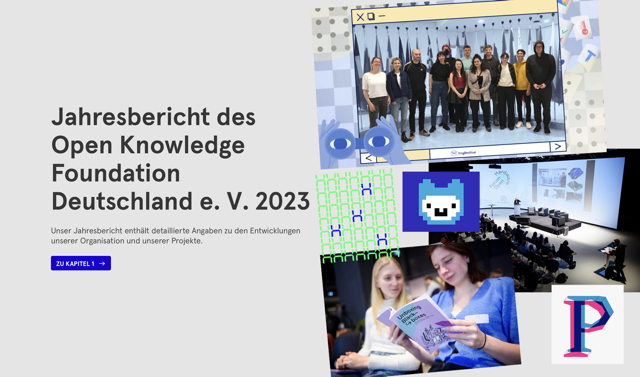 Jahresbericht des
Open Knowledge
Foundation
Deutschland e. V. 2023
Unser Jahresbericht enthält detaillierte Angaben zu den Entwicklungen
unserer Organisation und unserer Projekte.
ZU KAPITEL 1 →
P